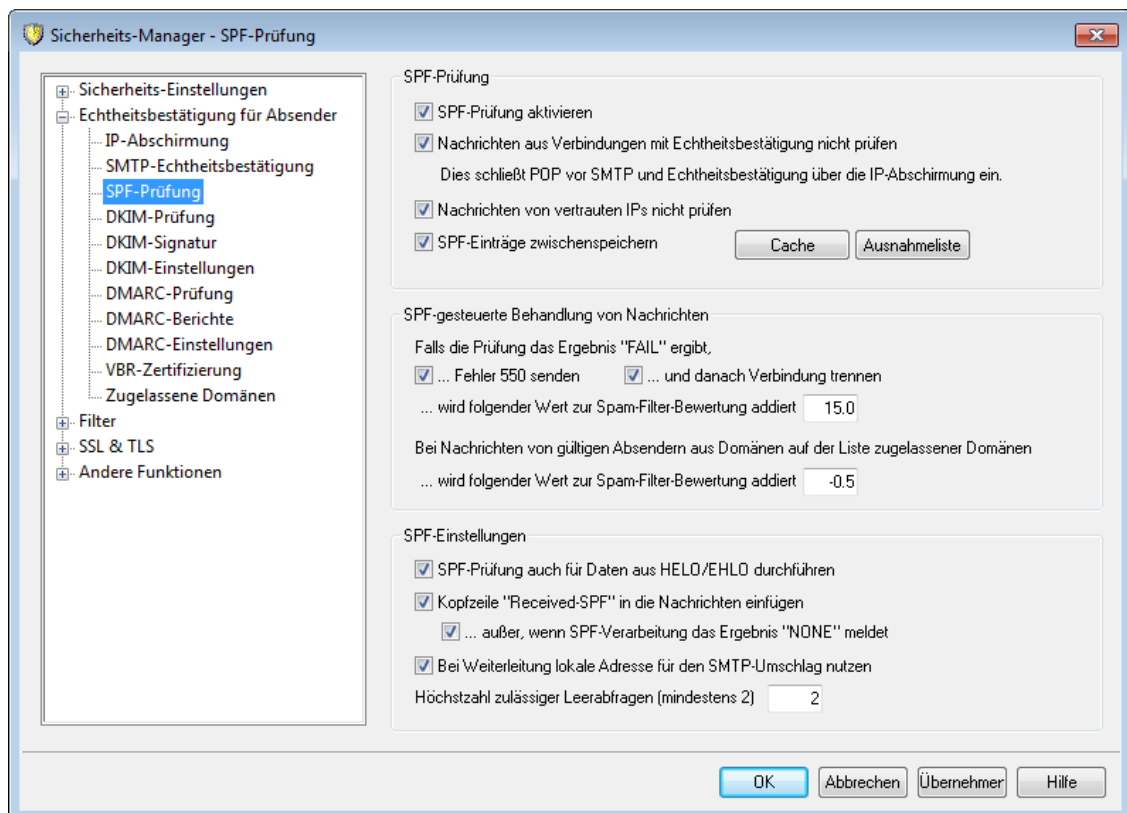 Sicherheits-Manager - SPF-Prüfung
Sicherheits-Einstellungen
Echtheitsbestätigung für Absender
IP-Abschirmung
SMTP-Echtheitsbestätigung
SPF-Prüfung
DKIM-Prüfung
DKIM-Signatur
DKIM-Einstellungen
DMARC-Prüfung
DMARC-Berichte
DMARC-Einstellungen
VBR-Zertifizierung
Zugelassene Domänen
Filter
SSL & TLS
Andere Funktionen
SPF-Prüfung
SPF-Prüfung aktivieren
Nachrichten aus Verbindungen mit Echtheitsbestätigung nicht prüfen
Dies schließt POP vor SMTP und Echtheitsbestätigung über die IP-Abschirmung ein.
Nachrichten von vertrauten IPs nicht prüfen
SPF-Einträge zwischenspeichern Cache Ausnahmeliste
SPF-gesteuerte Behandlung von Nachrichten
Falls die Prüfung das Ergebnis "FAIL" ergibt,
... Fehler 550 senden ... und danach Verbindung trennen
... wird folgender Wert zur Spam-Filter-Bewertung addiert 15.0
Bei Nachrichten von gültigen Absendern aus Domänen auf der Liste zugelassener Domänen
... wird folgender Wert zur Spam-Filter-Bewertung addiert -0.5
SPF-Einstellungen
SPF-Prüfung auch für Daten aus HELO/EHLO durchführen
Kopfzeile "Received-SPF" in die Nachrichten einfügen
... außer, wenn SPF-Verarbeitung das Ergebnis "NONE" meldet
Bei Weiterleitung lokale Adresse für den SMTP-Umschlag nutzen
Höchstzahl zulässiger Leerabfragen (mindestens 2) 2
OK Abbrechen Übernehmer Hilfe